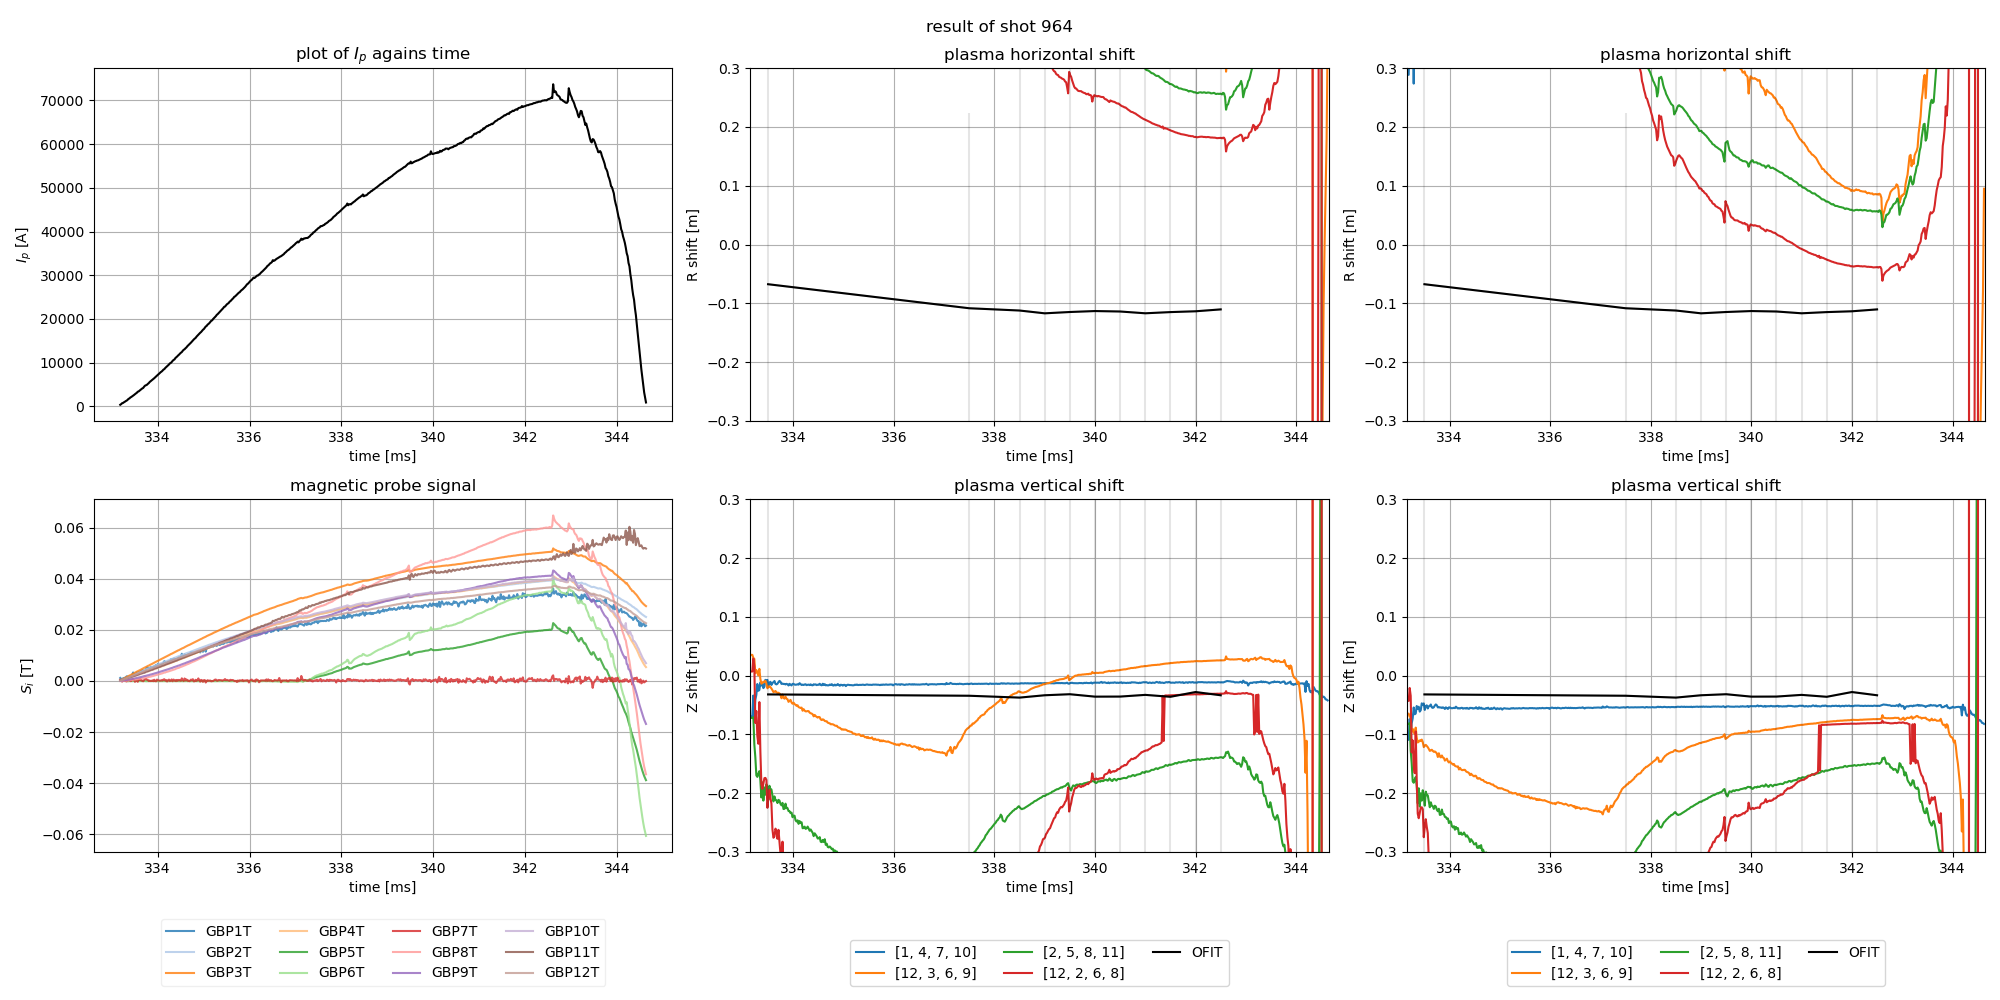 result of shot 964
plot of I_p agains time
plasma horizontal shift
plasma horizontal shift
I_p [A]
70000
60000
50000
40000
30000
20000
10000
0
334 336 338 340 342 344
time [ms]
R shift [m]
0.3
0.2
0.1
0.0
−0.1
−0.2
−0.3
334 336 338 340 342 344
time [ms]
R shift [m]
0.3
0.2
0.1
0.0
−0.1
−0.2
−0.3
334 336 338 340 342 344
time [ms]
magnetic probe signal
plasma vertical shift
plasma vertical shift
S_i [T]
0.06
0.04
0.02
0.00
−0.02
−0.04
−0.06
334 336 338 340 342 344
time [ms]
Z shift [m]
0.3
0.2
0.1
0.0
−0.1
−0.2
−0.3
334 336 338 340 342 344
time [ms]
Z shift [m]
0.3
0.2
0.1
0.0
−0.1
−0.2
−0.3
334 336 338 340 342 344
time [ms]
GBP1T GBP4T GBP7T GBP10T
GBP2T GBP5T GBP8T GBP11T
GBP3T GBP6T GBP9T GBP12T
[1, 4, 7, 10] [2, 5, 8, 11] OFIT
[12, 3, 6, 9] [12, 2, 6, 8]
[1, 4, 7, 10] [2, 5, 8, 11] OFIT
[12, 3, 6, 9] [12, 2, 6, 8]